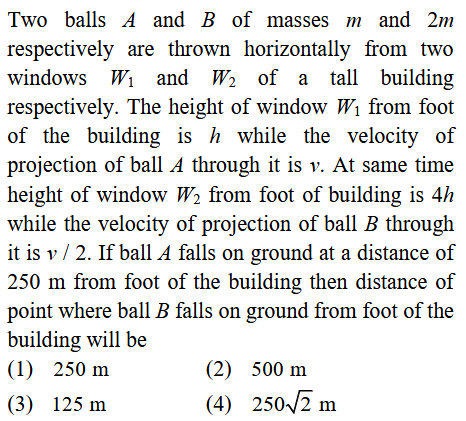 Two balls A and B of masses m and 2m
respectively are thrown horizontally from two
windows W₁ and W₂ of a tall building
respectively. The height of window W₁ from foot
of the building is h while the velocity of
projection of ball A through it is v. At same time
height of window W₂ from foot of building is 4h
while the velocity of projection of ball B through
it is v / 2. If ball A falls on ground at a distance of
250 m from foot of the building then distance of
point where ball B falls on ground from foot of the
building will be
(1) 250 m (2) 500 m
(3) 125 m (4) 250√2 m